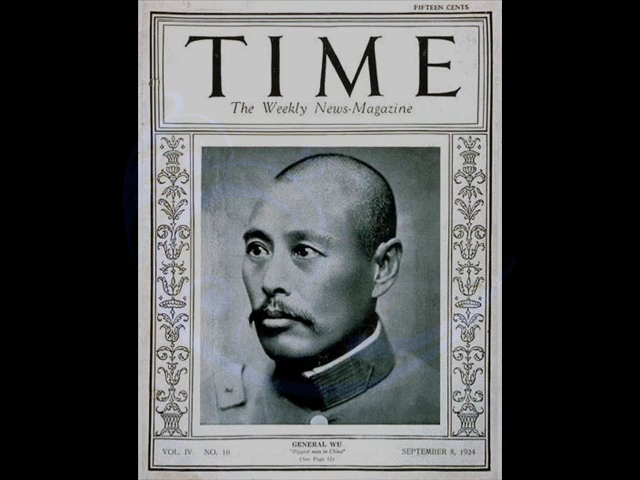 FIFTEEN CENTS
TIME
The Weekly News-Magazine
GENERAL WU
"Biggest man in China"
(See Page 12)
VOL. IV NO. 10 SEPTEMBER 8, 1924